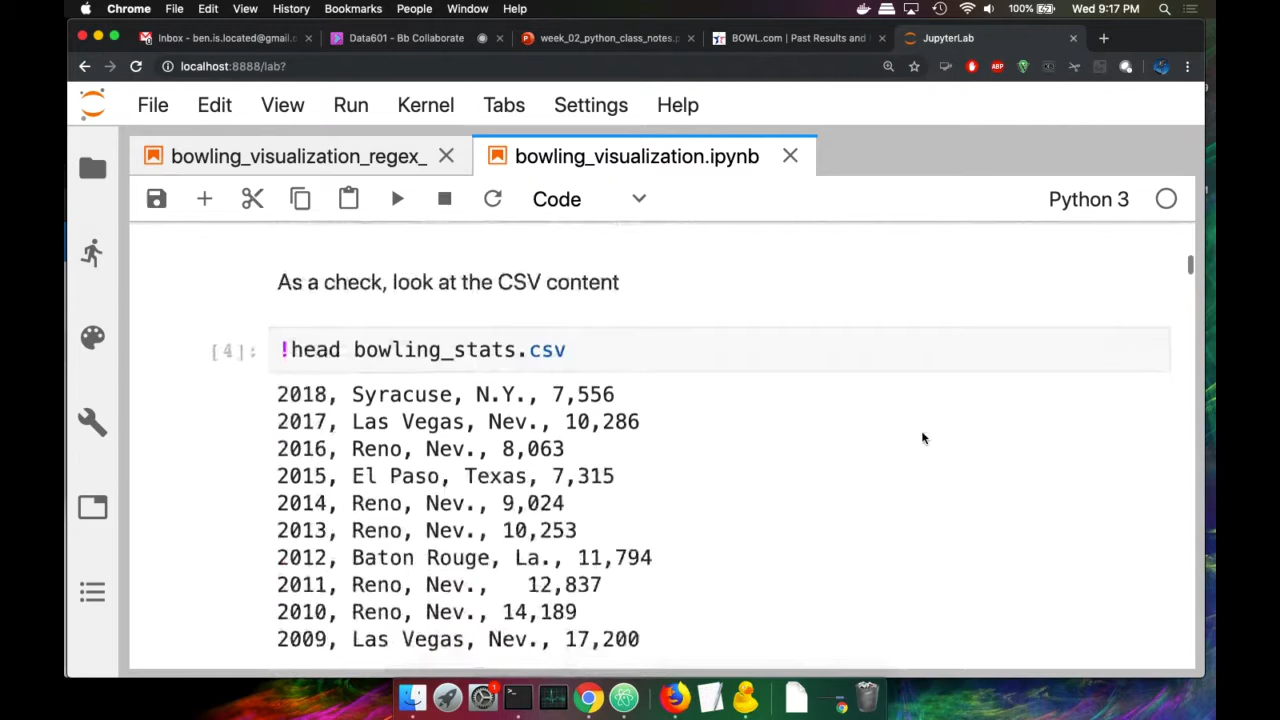 Chrome File Edit View History Bookmarks People Window Help 100% Wed 9:17 PM
Inbox - ben.is.located@gmail.c Data601 - Bb Collaborate week_02_python_class_notes.p BOWL.com | Past Results and JupyterLab
localhost:8888/lab? ABP
File Edit View Run Kernel Tabs Settings Help
bowling_visualization_regex_ bowling_visualization.ipynb
Code Python 3
As a check, look at the CSV content
[4]: !head bowling_stats.csv
2018, Syracuse, N.Y., 7,556
2017, Las Vegas, Nev., 10,286
2016, Reno, Nev., 8,063
2015, El Paso, Texas, 7,315
2014, Reno, Nev., 9,024
2013, Reno, Nev., 10,253
2012, Baton Rouge, La., 11,794
2011, Reno, Nev.,   12,837
2010, Reno, Nev., 14,189
2009, Las Vegas, Nev., 17,200
1